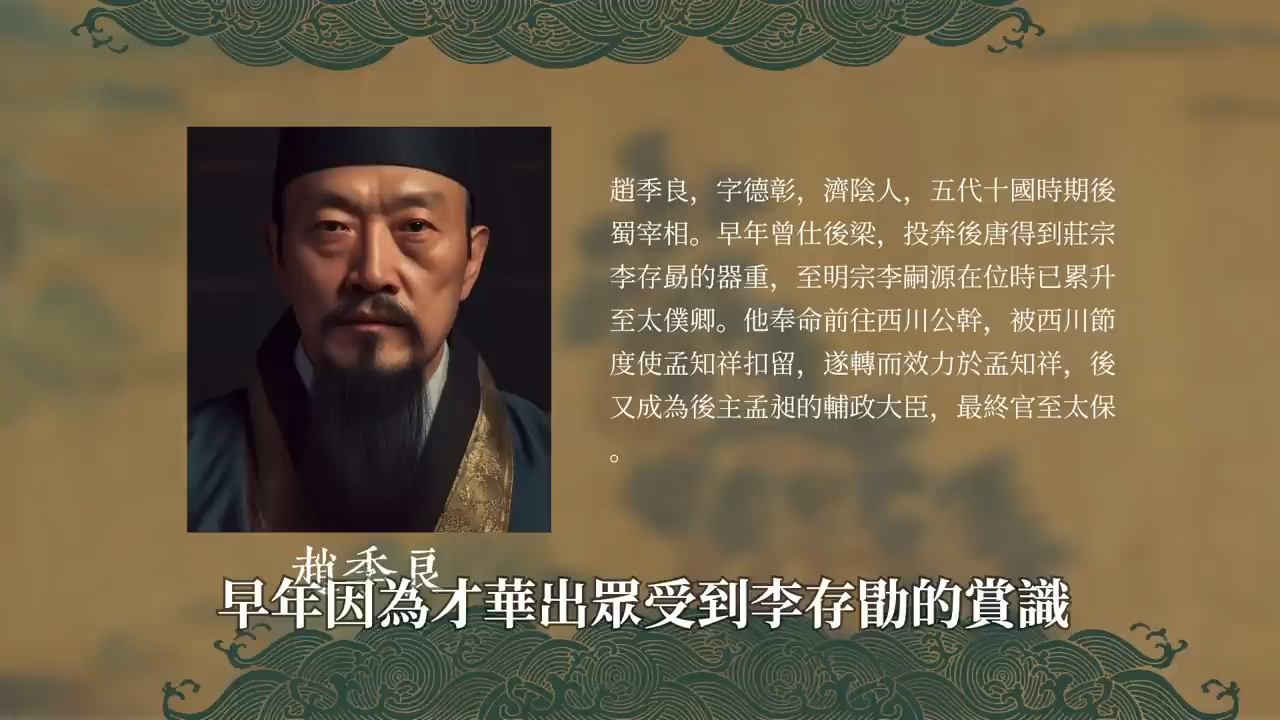 趙季良，字德彰，濟陰人，五代十國時期後
蜀宰相。早年曾仕後梁，投奔後唐得到莊宗
李存勗的器重，至明宗李嗣源在位時已累升
至太僕卿。他奉命前往西川公幹，被西川節
度使孟知祥扣留，遂轉而效力於孟知祥，後
又成為後主孟昶的輔政大臣，最終官至太保
。
趙季良
早年因為才華出眾受到李存勖的賞識